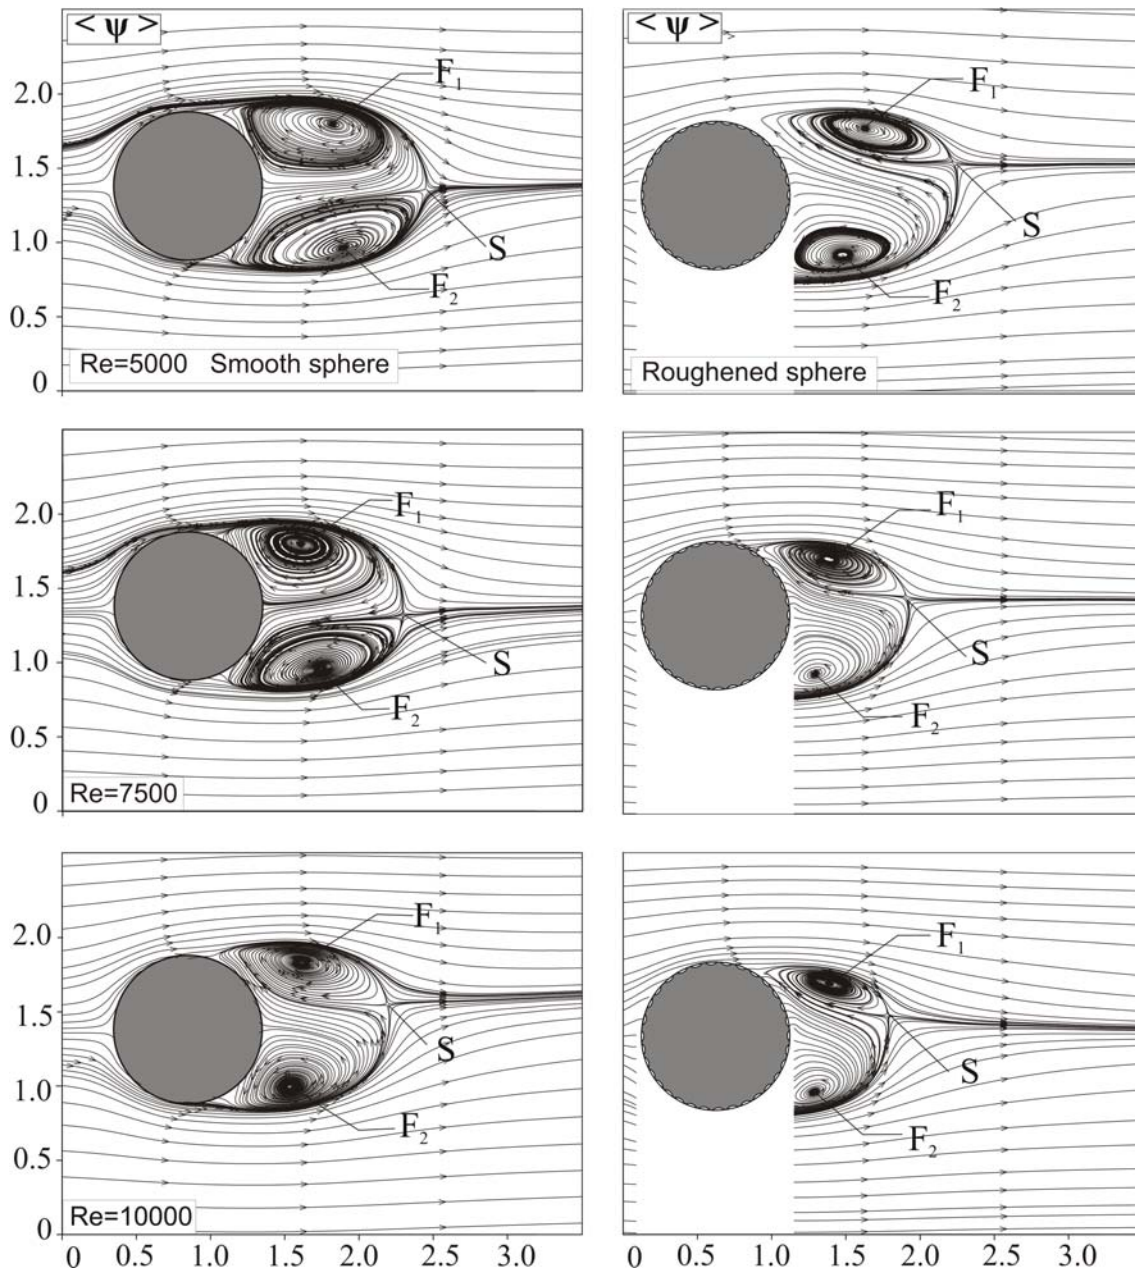 < ψ >
< ψ >
2.0
1.5
1.0
0.5
0
F₁
S
F₂
Re=5000 Smooth sphere
F₁
S
F₂
Roughened sphere
2.0
1.5
1.0
0.5
0
F₁
S
F₂
Re=7500
F₁
S
F₂
2.0
1.5
1.0
0.5
0
F₁
S
F₂
Re=10000
F₁
S
F₂
0 0.5 1.0 1.5 2.0 2.5 3.0
0 0.5 1.0 1.5 2.0 2.5 3.0